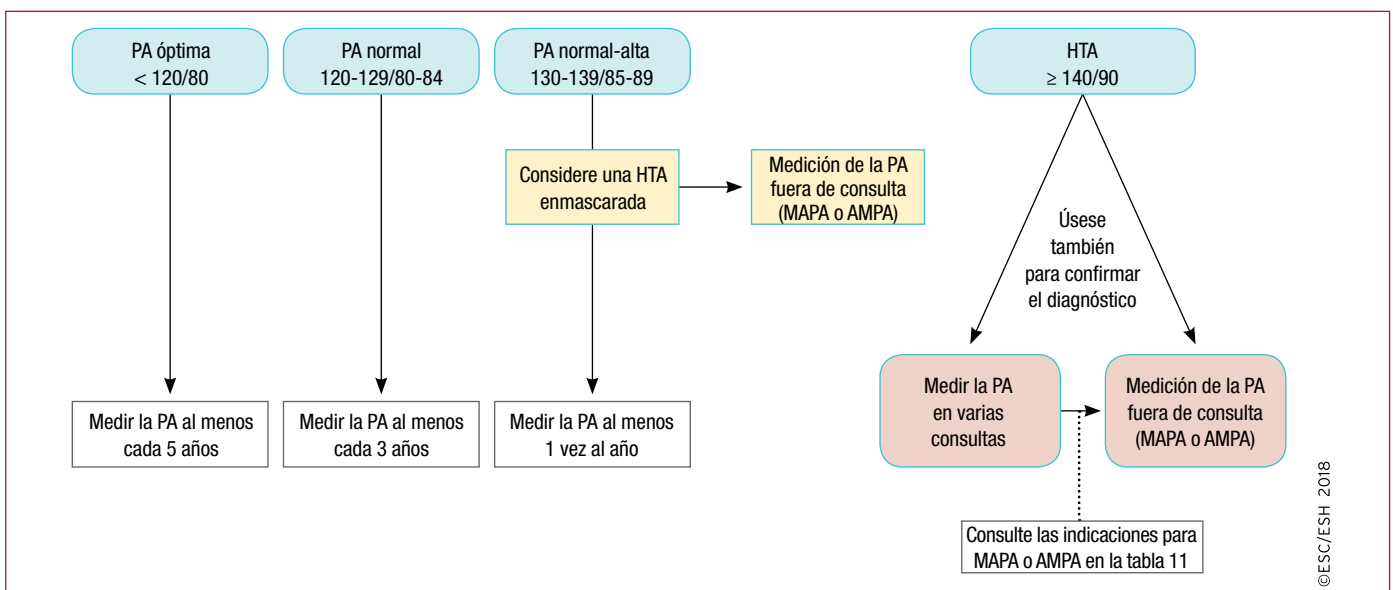 PA óptima
< 120/80
PA normal
120-129/80-84
PA normal-alta
130-139/85-89
HTA
≥ 140/90
Considere una HTA
enmascarada
Medición de la PA
fuera de consulta
(MAPA o AMPA)
Úsese
también
para confirmar
el diagnóstico
Medir la PA al menos
cada 5 años
Medir la PA al menos
cada 3 años
Medir la PA al menos
1 vez al año
Medir la PA
en varias
consultas
Medición de la PA
fuera de consulta
(MAPA o AMPA)
Consulte las indicaciones para
MAPA o AMPA en la tabla 11
©ESC/ESH 2018